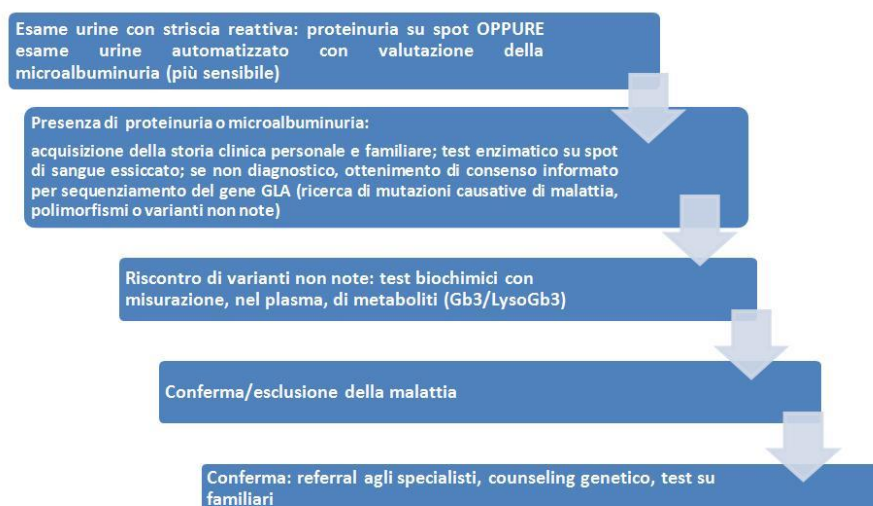 Esame urine con striscia reattiva: proteinuria su spot OPPURE
esame urine automatizzato con valutazione della
microalbuminuria (più sensibile)
Presenza di proteinuria o microalbuminuria:
acquisizione della storia clinica personale e familiare; test enzimatico su spot
di sangue essiccato; se non diagnostico, ottenimento di consenso informato
per sequenziamento del gene GLA (ricerca di mutazioni causative di malattia,
polimorfismi o varianti non note)
Riscontro di varianti non note: test biochimici con
misurazione, nel plasma, di metaboliti (Gb3/LysoGb3)
Conferma/esclusione della malattia
Conferma: referral agli specialisti, counseling genetico, test su
familiari